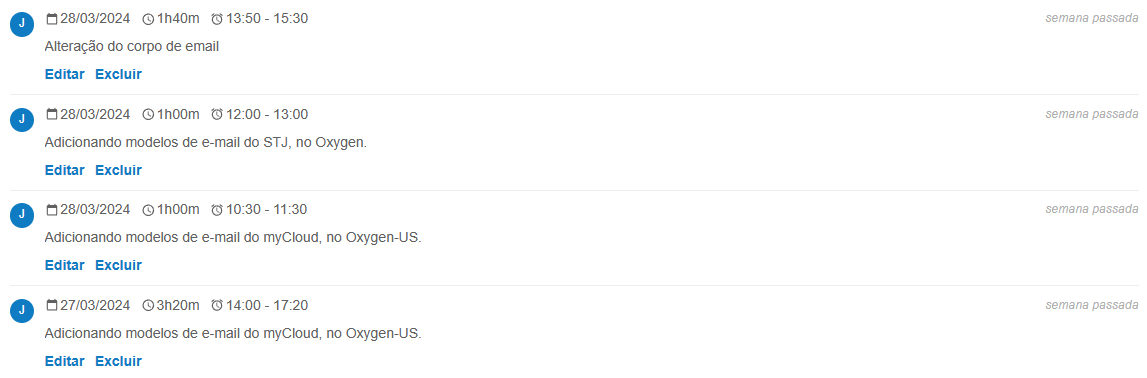 J 28/03/2024 1h40m 13:50 - 15:30 semana passada
Alteração do corpo de email
Editar Excluir
J 28/03/2024 1h00m 12:00 - 13:00 semana passada
Adicionando modelos de e-mail do STJ, no Oxygen.
Editar Excluir
J 28/03/2024 1h00m 10:30 - 11:30 semana passada
Adicionando modelos de e-mail do myCloud, no Oxygen-US.
Editar Excluir
J 27/03/2024 3h20m 14:00 - 17:20 semana passada
Adicionando modelos de e-mail do myCloud, no Oxygen-US.
Editar Excluir